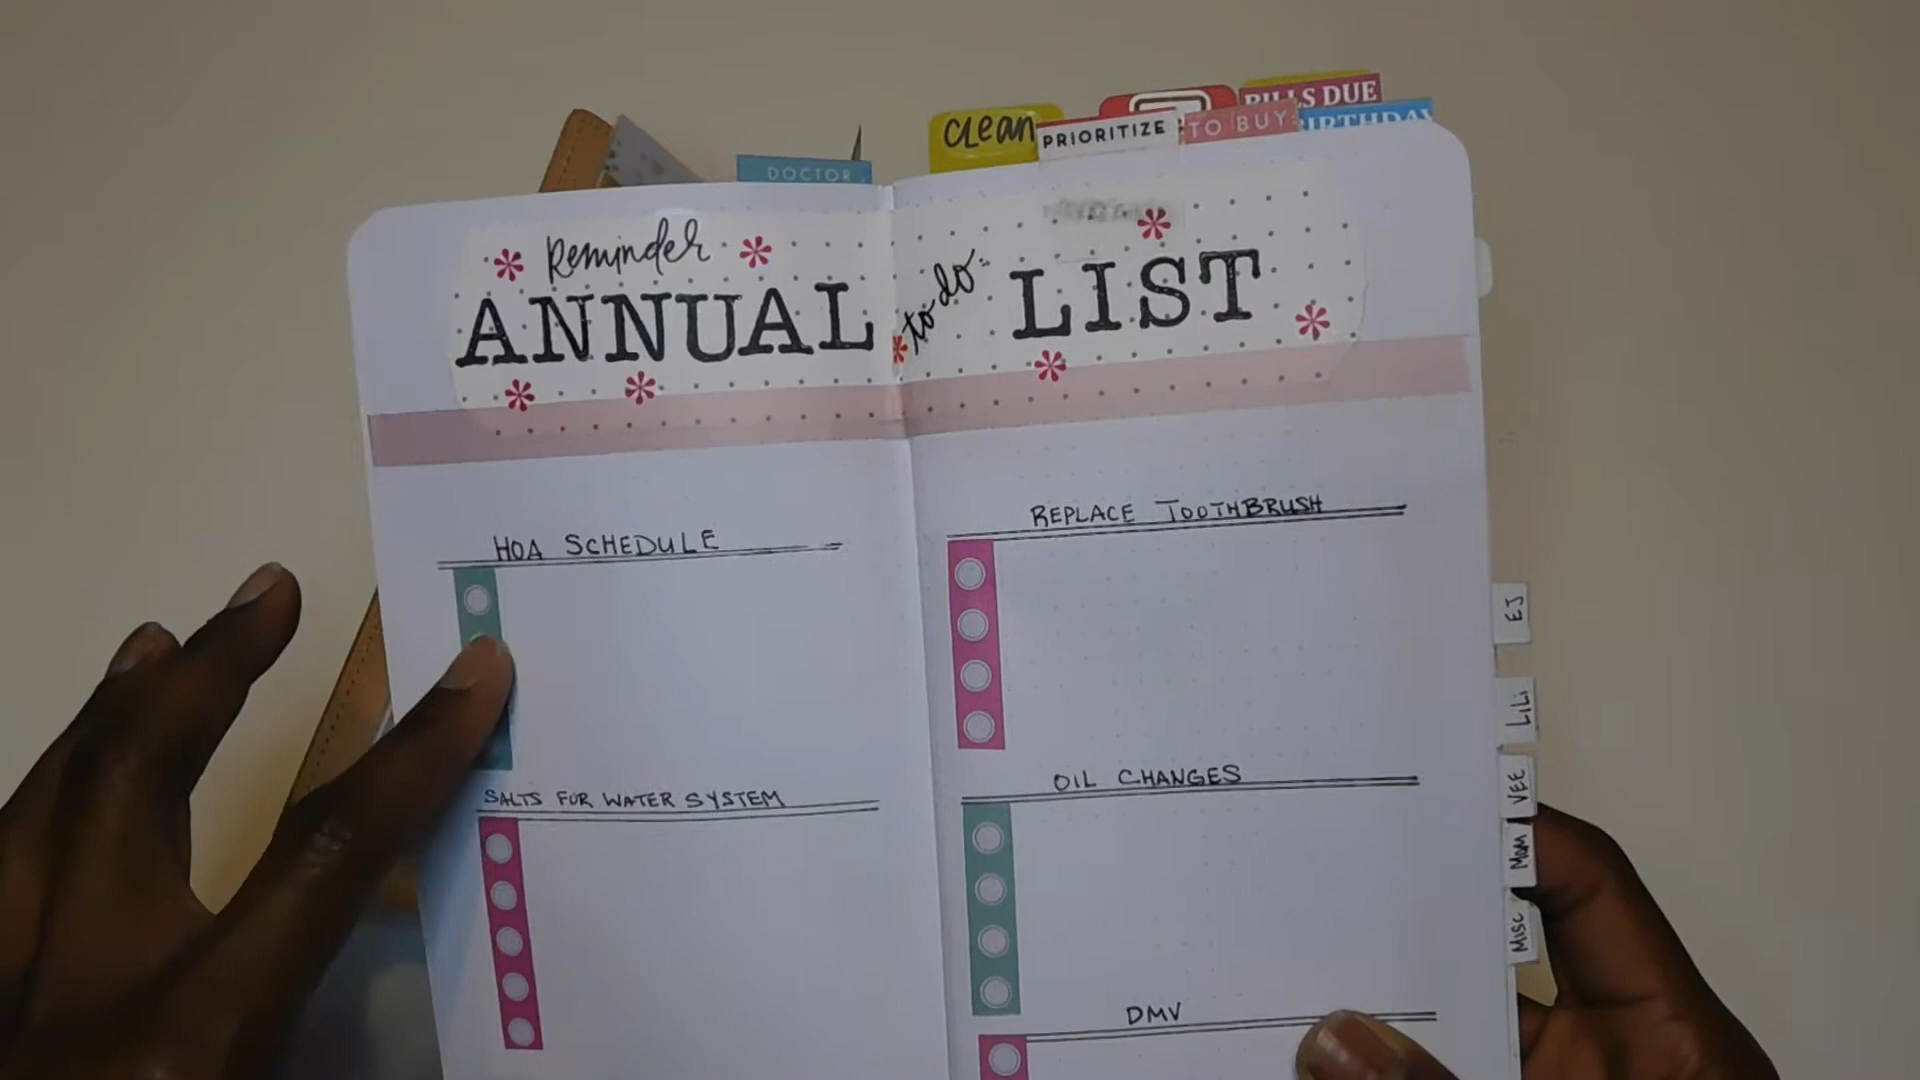 BILLS DUE
clean
PRIORITIZE
TO BUY:
BIRTHDAY
DOCTOR
Reminder
ANNUAL to do: LIST
HOA SCHEDULE
REPLACE TOOTHBRUSH
SALTS FOR WATER SYSTEM
OIL CHANGES
DMV
EJ
LiLi
VEE
Mom
Misc